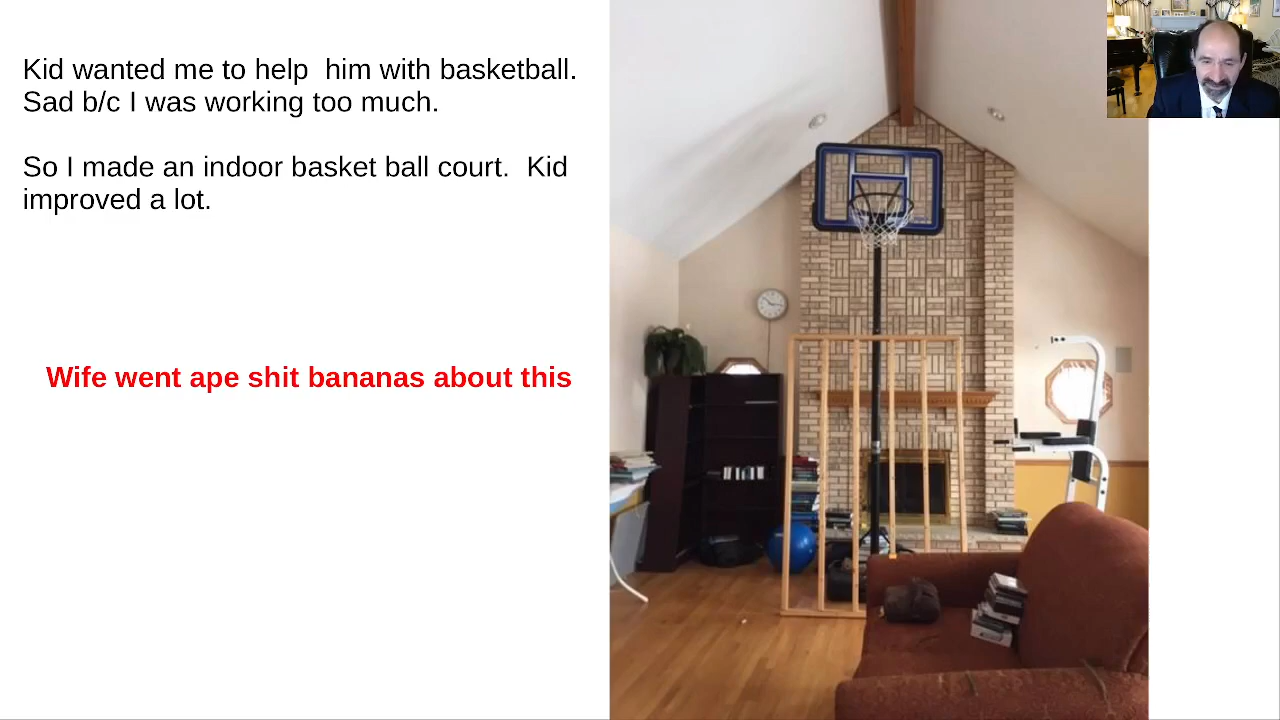 Kid wanted me to help  him with basketball.
Sad b/c I was working too much.
So I made an indoor basket ball court.  Kid
improved a lot.
Wife went ape shit bananas about this